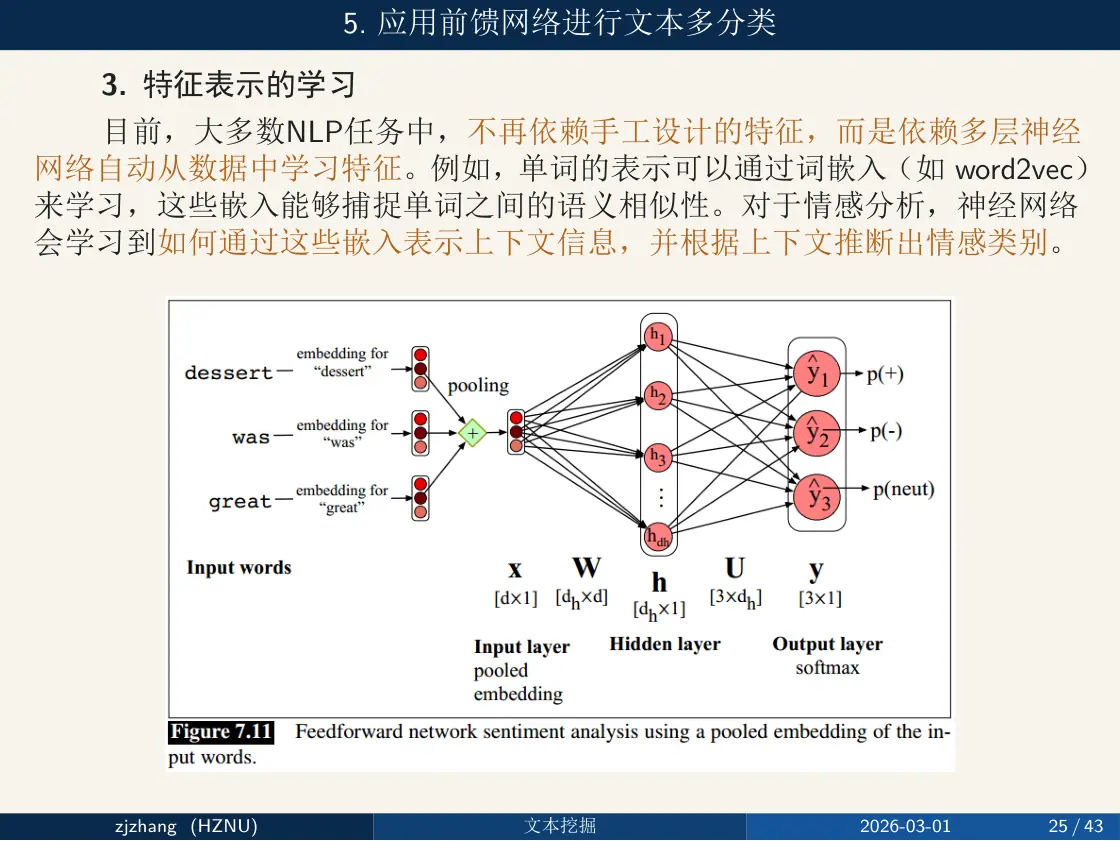 5. 应用前馈网络进行文本多分类
3. 特征表示的学习
目前，大多数NLP任务中，不再依赖手工设计的特征，而是依赖多层神经
网络自动从数据中学习特征。例如，单词的表示可以通过词嵌入（如 word2vec）
来学习，这些嵌入能够捕捉单词之间的语义相似性。对于情感分析，神经网络
会学习到如何通过这些嵌入表示上下文信息，并根据上下文推断出情感类别。
dessert
embedding for
“dessert”
was
embedding for
“was”
great
embedding for
“great”
pooling
+
h1
h2
h3
⋮
hdh
ŷ1
ŷ2
ŷ3
p(+)
p(-)
p(neut)
Input words
x
W
h
U
y
[d×1]
[dh×d]
[dh×1]
[3×dh]
[3×1]
Input layer
pooled
embedding
Hidden layer
Output layer
softmax
Figure 7.11 Feedforward network sentiment analysis using a pooled embedding of the in-
put words.
zjzhang (HZNU)
文本挖掘
2026-03-01
25 / 43